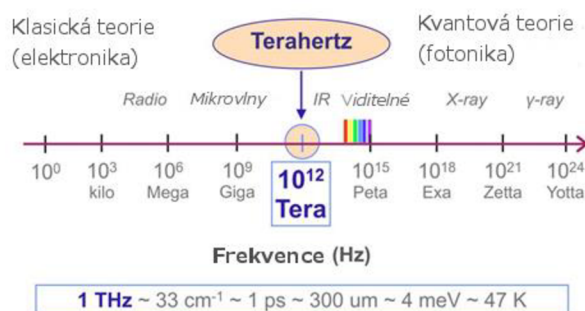 Klasická teorie
(elektronika)
Terahertz
Kvantová teorie
(fotonika)
Radio Mikrovlny IR Viditelné X-ray γ-ray
10⁰ 10³ 10⁶ 10⁹ 10¹² 10¹⁵ 10¹⁸ 10²¹ 10²⁴
kilo Mega Giga Tera Peta Exa Zetta Yotta
Frekvence (Hz)
1 THz ~ 33 cm⁻¹ ~ 1 ps ~ 300 um ~ 4 meV ~ 47 K